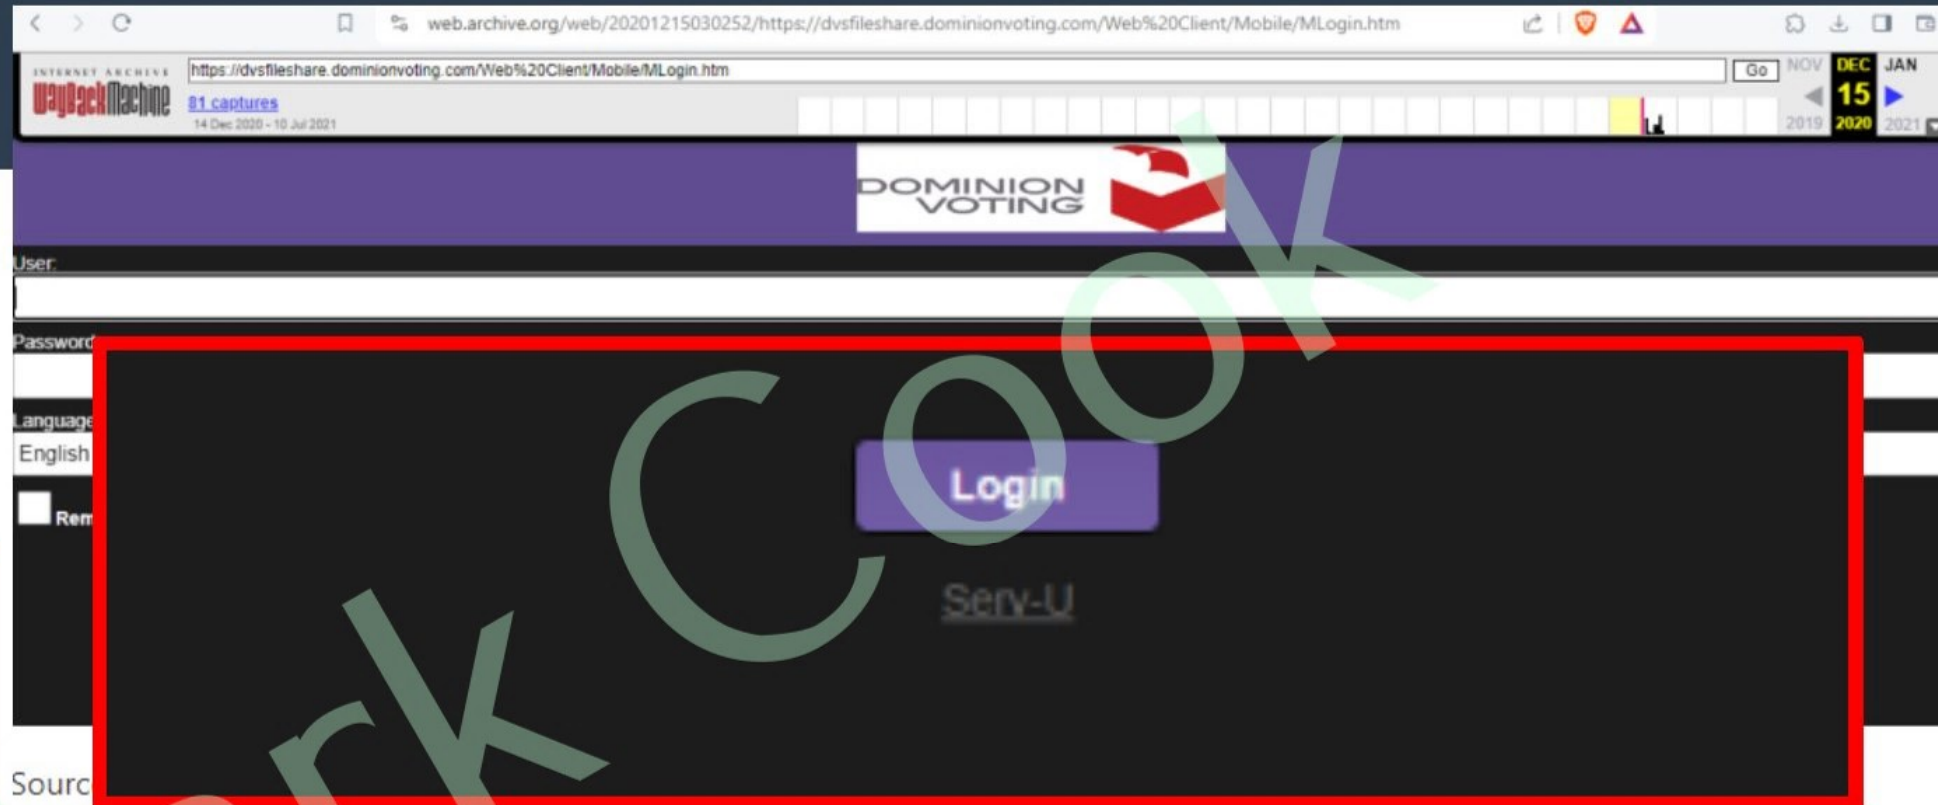 web.archive.org/web/20201215030252/https://dvsfileshare.dominionvoting.com/Web%20Client/Mobile/MLogin.htm
INTERNET ARCHIVE
WayBackMachine
https://dvsfileshare.dominionvoting.com/Web%20Client/Mobile/MLogin.htm
Go
NOV DEC JAN
81 captures
15
14 Dec 2020 - 10 Jul 2021
2019 2020 2021
DOMINION
VOTING
User:
Password
Language
English
Rem
Login
Serv-U
Sourc
rk Cook